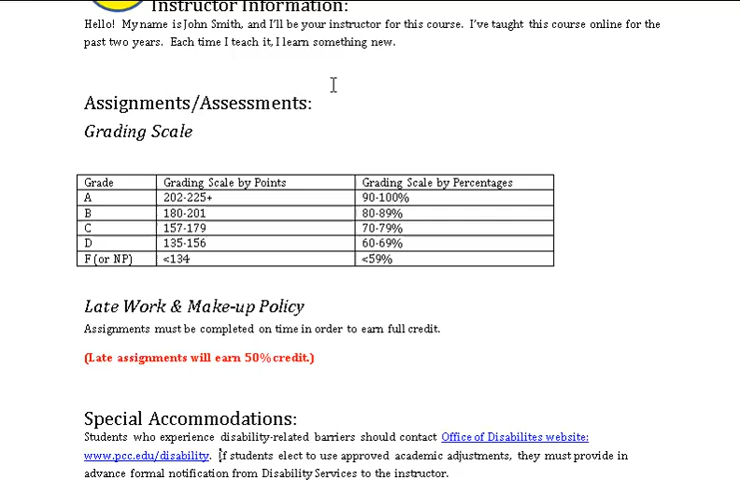 Instructor Information:
Hello! My name is John Smith, and I'll be your instructor for this course. I've taught this course online for the
past two years. Each time I teach it, I learn something new.
Assignments/Assessments:
Grading Scale
Grade Grading Scale by Points Grading Scale by Percentages
A 202-225+ 90-100%
B 180-201 80-89%
C 157-179 70-79%
D 135-156 60-69%
F (or NP) <134 <59%
Late Work & Make-up Policy
Assignments must be completed on time in order to earn full credit.
(Late assignments will earn 50% credit.)
Special Accommodations:
Students who experience disability-related barriers should contact Office of Disabilites website:
www.pcc.edu/disability. If students elect to use approved academic adjustments, they must provide in
advance formal notification from Disability Services to the instructor.